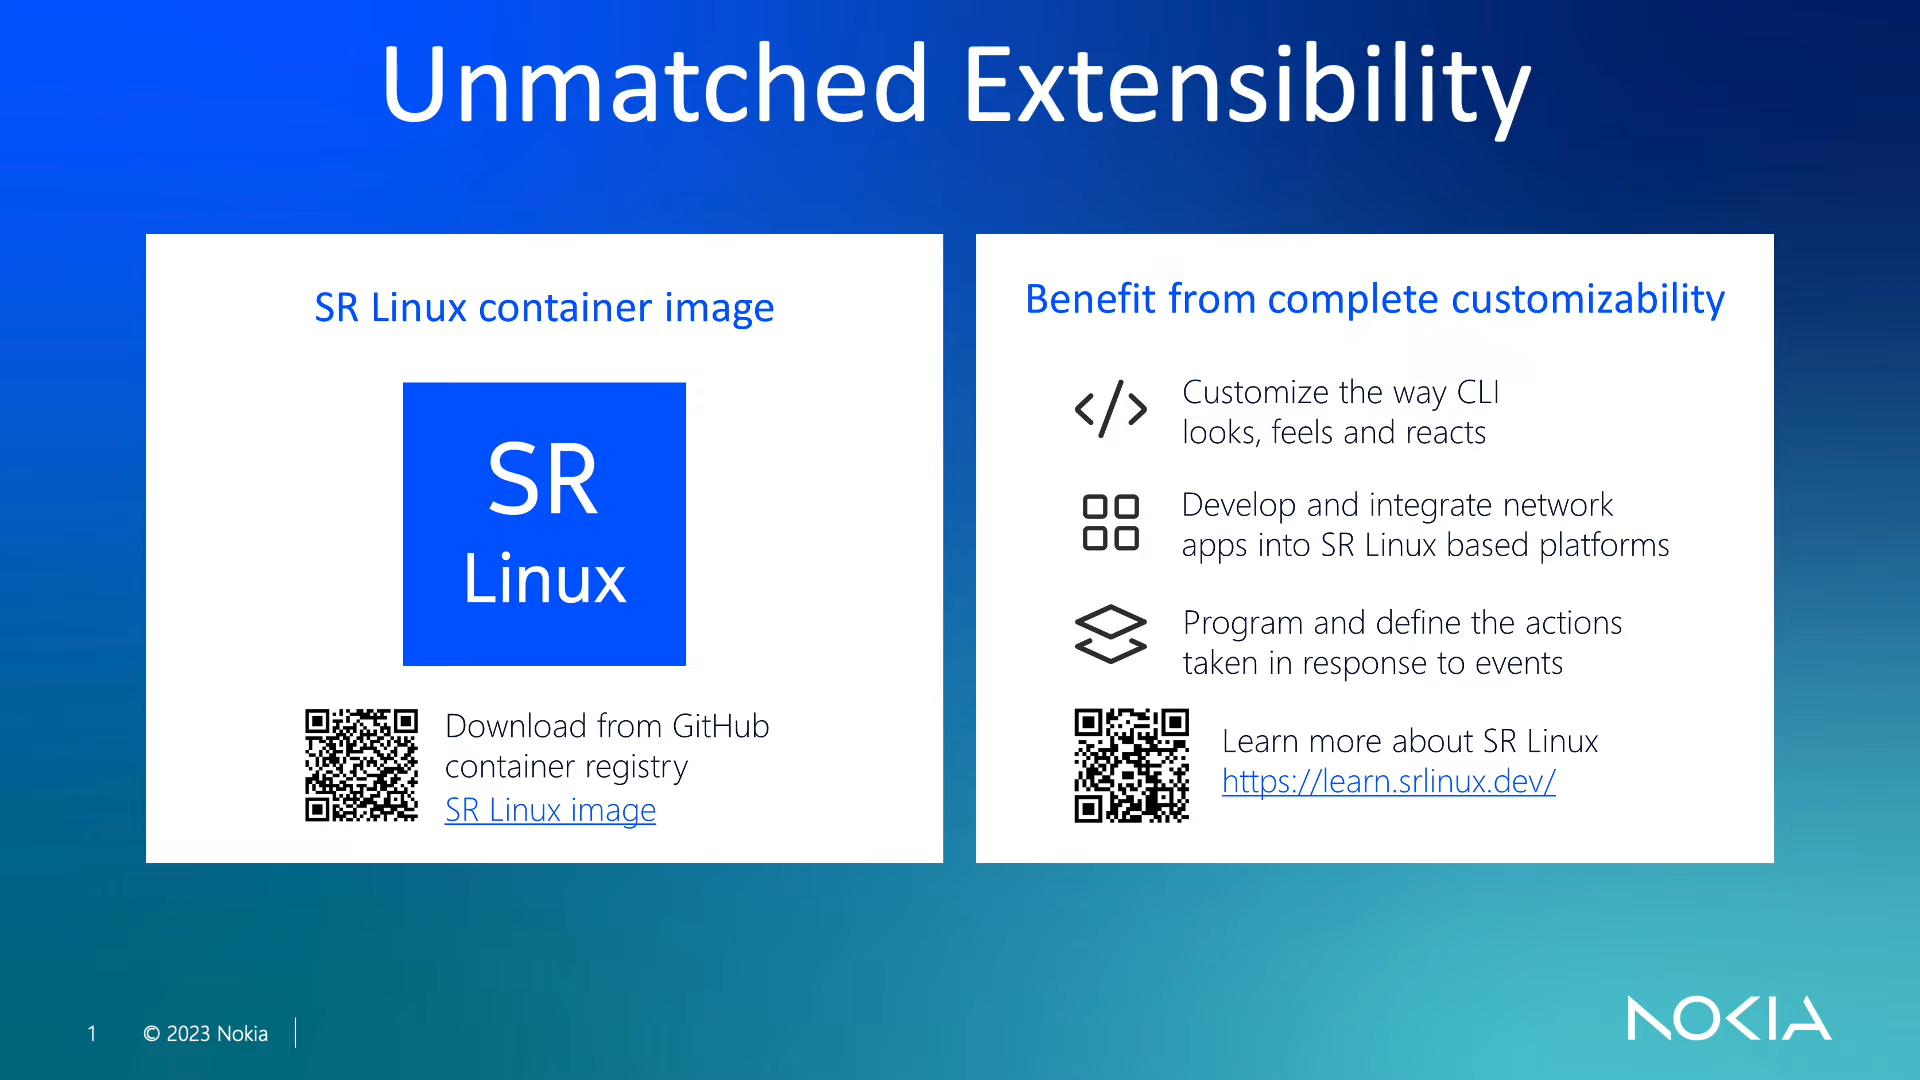 Unmatched Extensibility
SR Linux container image
SR
Linux
Download from GitHub
container registry
SR Linux image
Benefit from complete customizability
Customize the way CLI
looks, feels and reacts
Develop and integrate network
apps into SR Linux based platforms
Program and define the actions
taken in response to events
Learn more about SR Linux
https://learn.srlinux.dev/
1
© 2023 Nokia
NOKIA